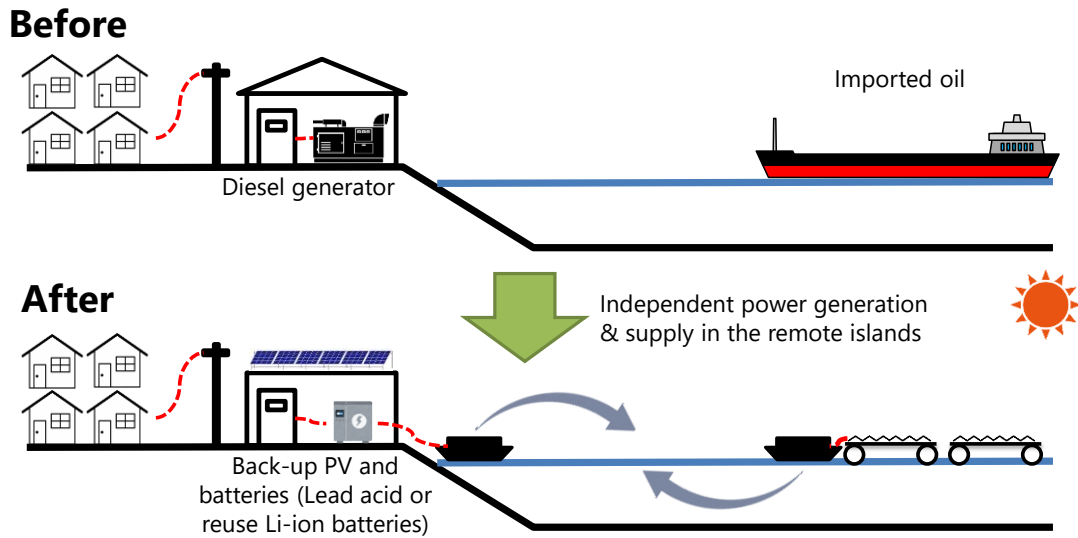 Before
Imported oil
Diesel generator
After
Independent power generation
& supply in the remote islands
Back-up PV and
batteries (Lead acid or
reuse Li-ion batteries)